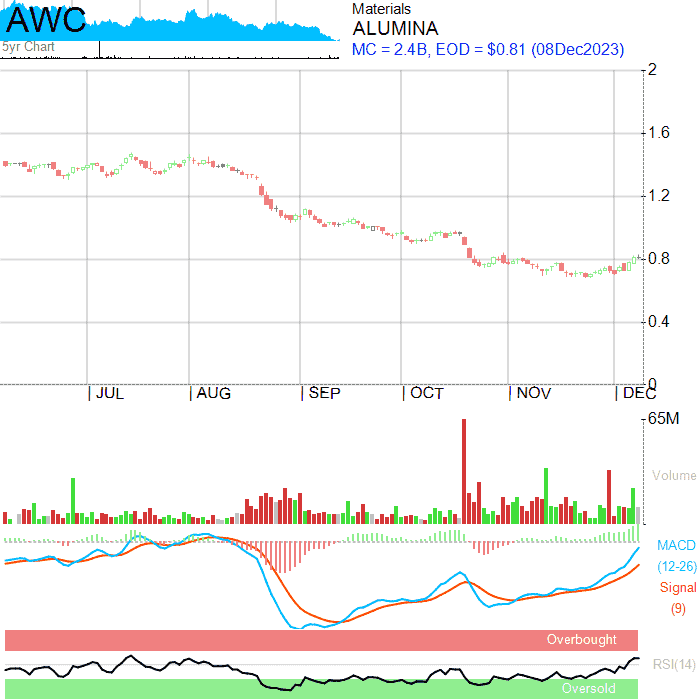 AWC
5yr Chart
Materials
ALUMINA
MC = 2.4B, EOD = $0.81 (08Dec2023)
2
1.6
1.2
0.8
0.4
0
JUL
AUG
SEP
OCT
NOV
DEC
65M
Volume
MACD
(12-26)
Signal
(9)
Overbought
RSI(14)
Oversold